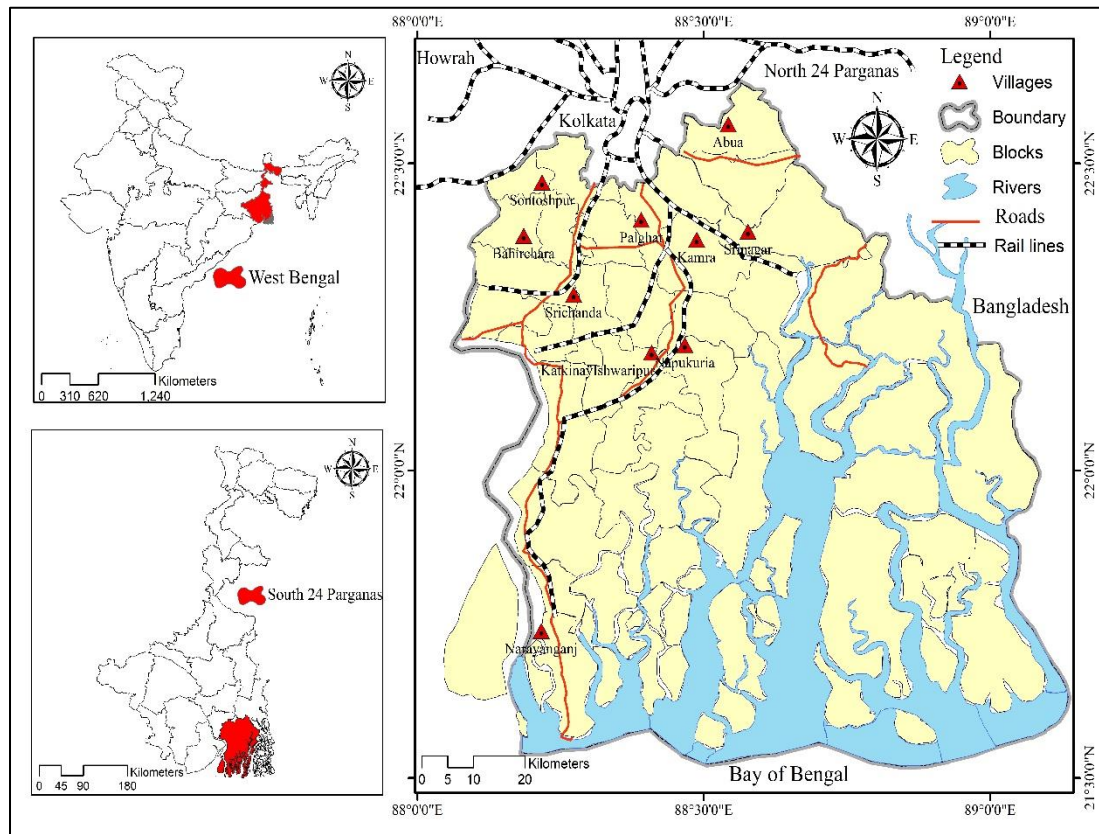 N
W E
S
West Bengal
Kilometers
0 310 620 1,240
N
W E
S
South 24 Parganas
Kilometers
0 45 90 180
88°0'0"E 88°30'0"E 89°0'0"E
Howrah
North 24 Parganas
Kolkata
N
W E
S
Legend
Villages
Boundary
Blocks
Rivers
Roads
Rail lines
22°30'0"N
22°30'0"N
Abua
Sontoshpur
Palghat
Bahirchara
Kamra
Srinagar
Srichanda
Bangladesh
KatkinayIshwaripur
22°0'0"N
22°0'0"N
Narayanganj
Kilometers
0 5 10 20
Bay of Bengal
21°30'0"N
88°0'0"E 88°30'0"E 89°0'0"E